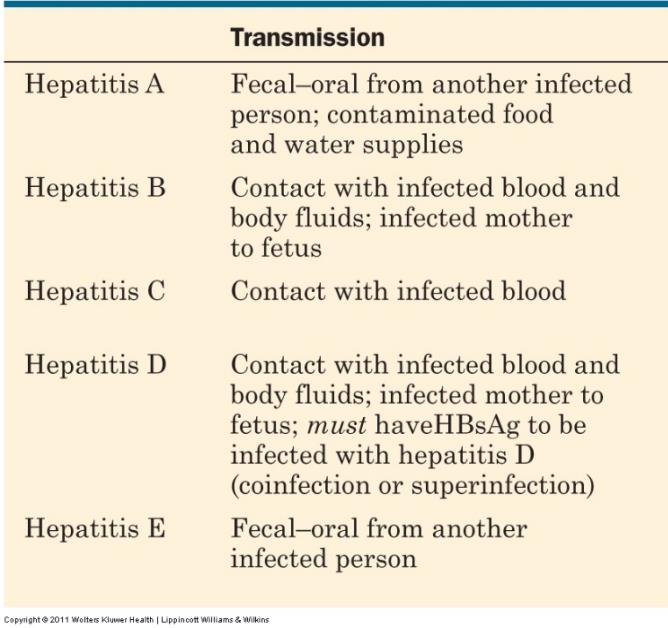 Transmission
Hepatitis A Fecal–oral from another infected
person; contaminated food
and water supplies
Hepatitis B Contact with infected blood and
body fluids; infected mother
to fetus
Hepatitis C Contact with infected blood
Hepatitis D Contact with infected blood and
body fluids; infected mother to
fetus; must haveHBsAg to be
infected with hepatitis D
(coinfection or superinfection)
Hepatitis E Fecal–oral from another
infected person
Copyright © 2011 Wolters Kluwer Health | Lippincott Williams & Wilkins